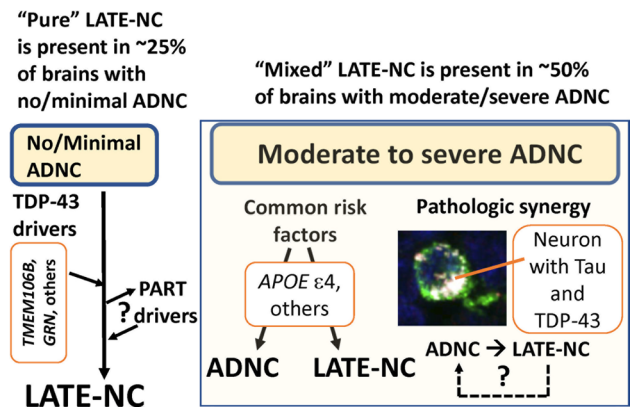 “Pure” LATE-NC
is present in ~25%
of brains with
no/minimal ADNC
No/Minimal
ADNC
TDP-43
drivers
TMEM106B,
GRN, others
PART
? drivers
LATE-NC
“Mixed” LATE-NC is present in ~50%
of brains with moderate/severe ADNC
Moderate to severe ADNC
Common risk
factors
APOE ε4,
others
ADNC LATE-NC
Pathologic synergy
Neuron
with Tau
and
TDP-43
ADNC → LATE-NC
?